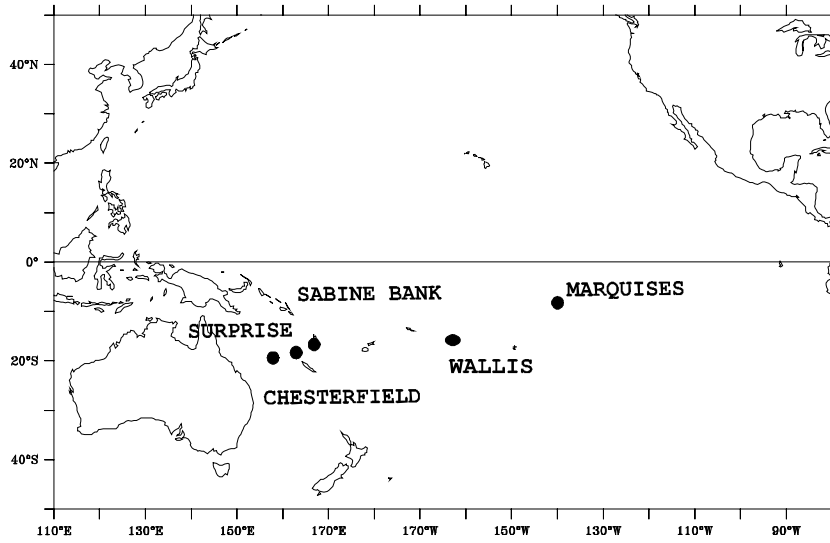 40°N
20°N
0°
SABINE BANK
MARQUISES
SURPRISE
20°S
WALLIS
CHESTERFIELD
40°S
110°E 130°E 150°E 170°E 170°W 150°W 130°W 110°W 90°W